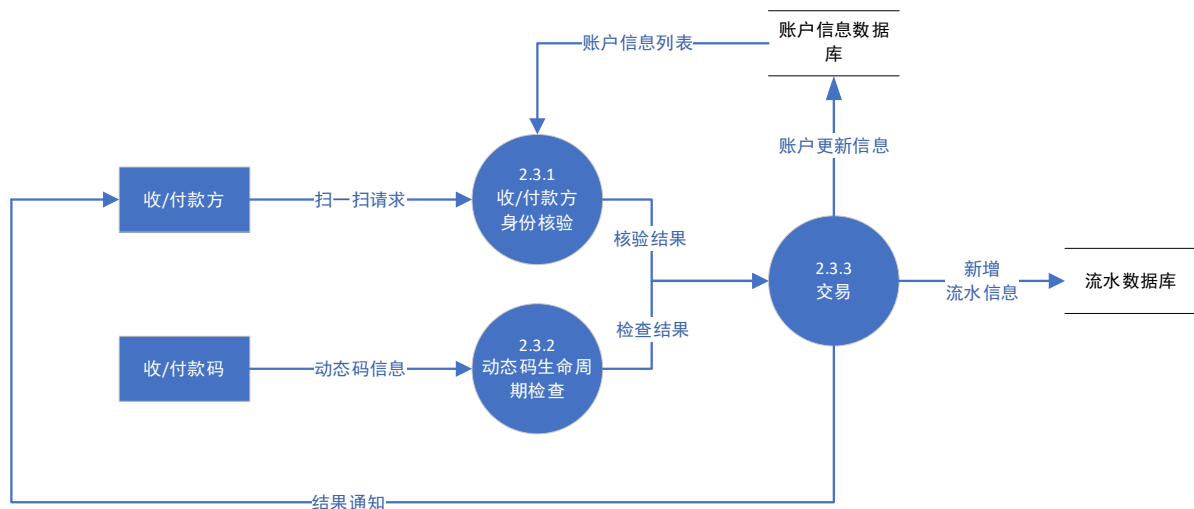 账户信息数据
库
账户信息列表
账户更新信息
2.3.1
收/付款方
身份核验
收/付款方
扫一扫请求
核验结果
2.3.3
交易
新增
流水信息
流水数据库
检查结果
2.3.2
动态码生命周
期检查
收/付款码
动态码信息
结果通知